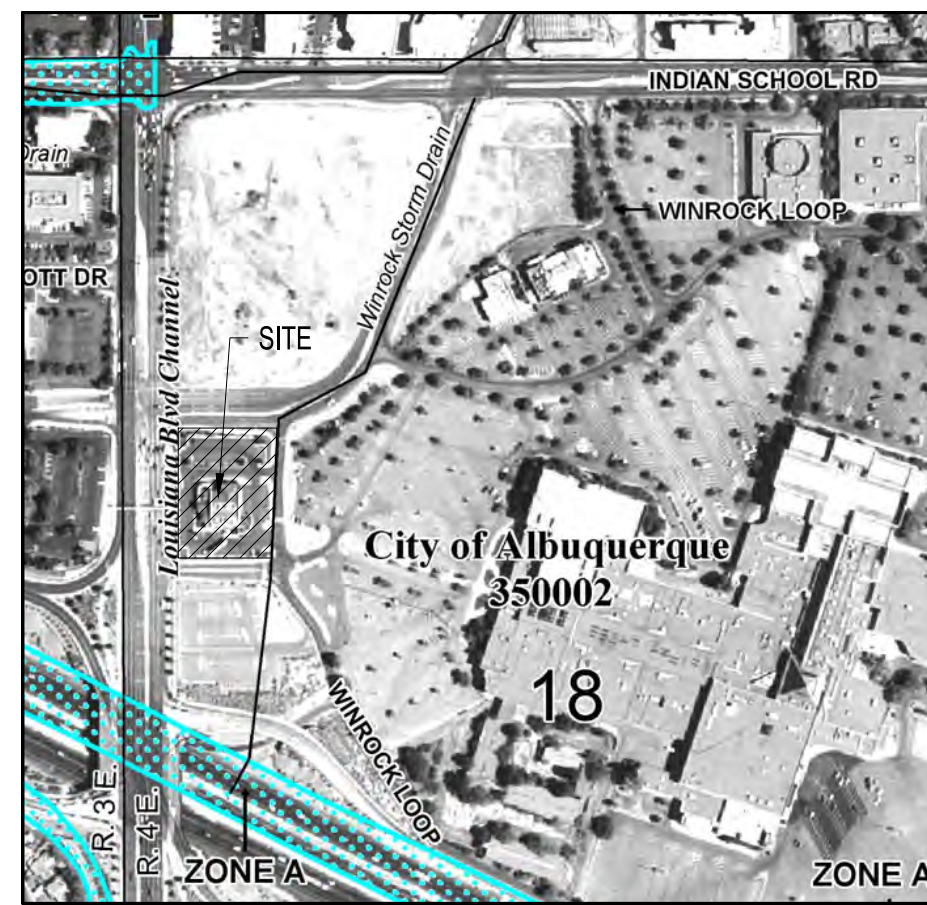 INDIAN SCHOOL RD
Drain
WINROCK LOOP
Winrock Storm Drain
OTT DR
SITE
Louisiana Blvd Channel
City of Albuquerque
350002
18
WINROCK LOOP
R. 3 E.
R. 4 E.
ZONE A
ZONE A